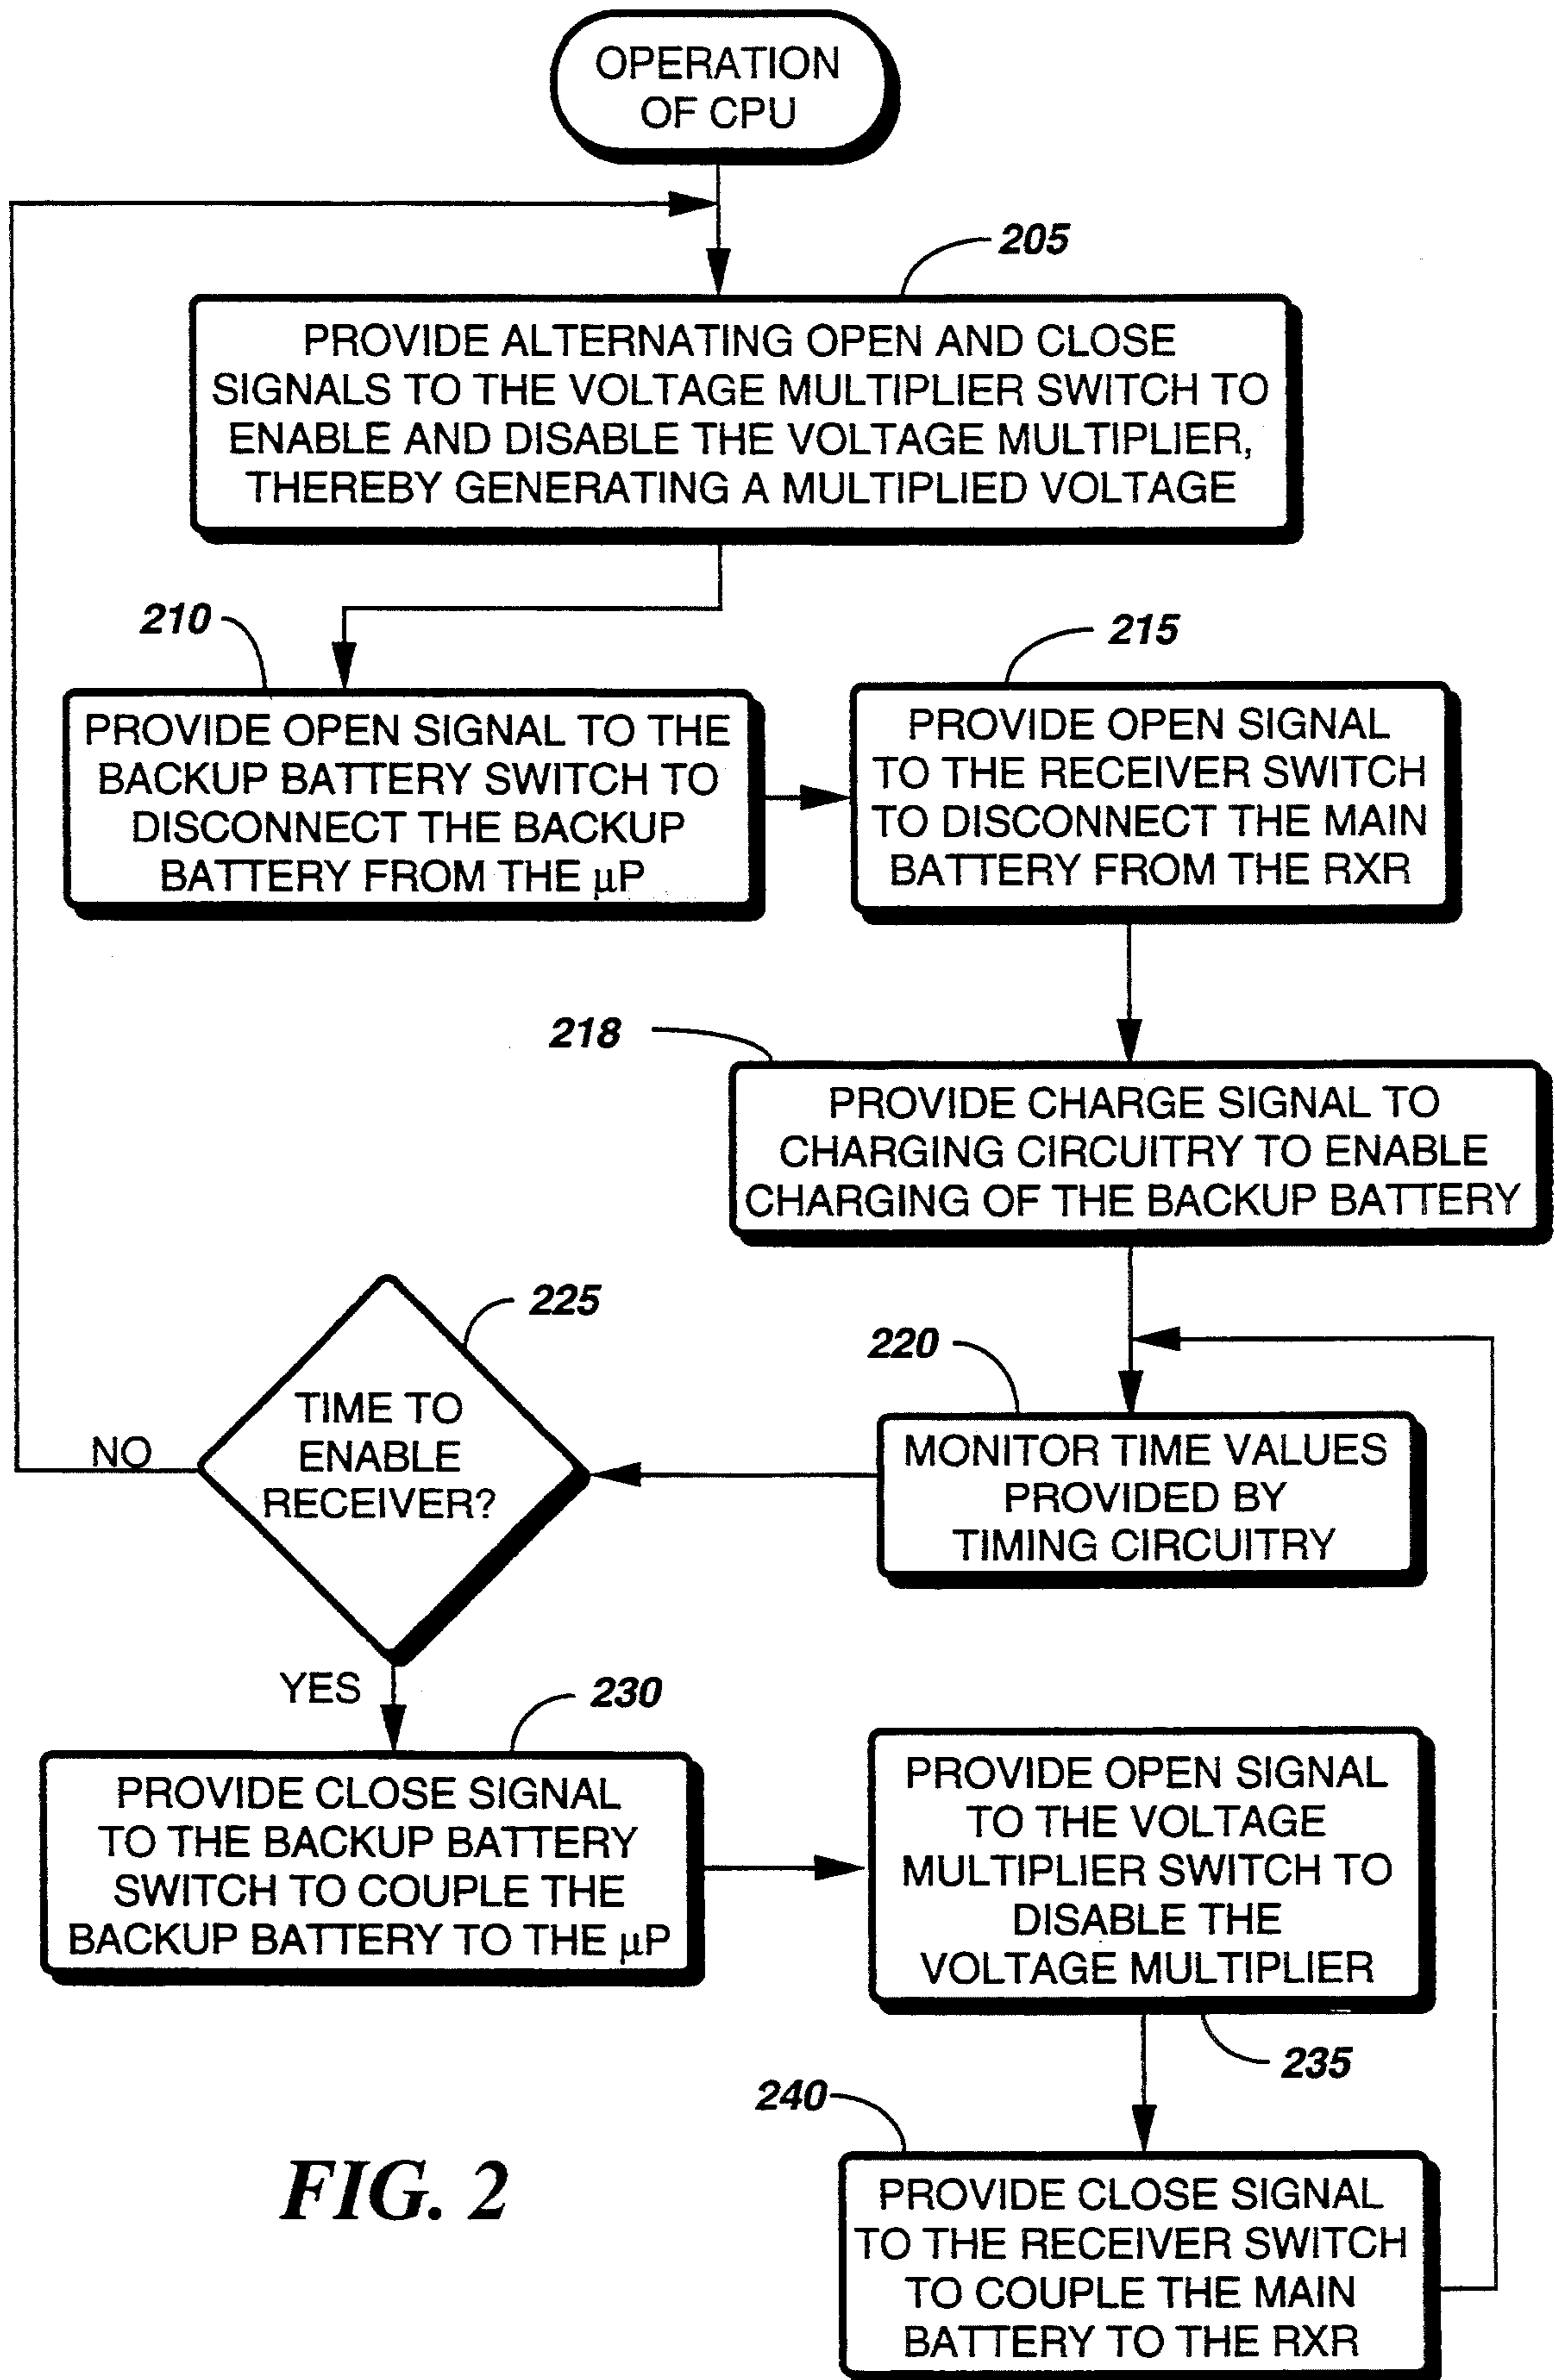 OPERATION
OF CPU
205
PROVIDE ALTERNATING OPEN AND CLOSE
SIGNALS TO THE VOLTAGE MULTIPLIER SWITCH TO
ENABLE AND DISABLE THE VOLTAGE MULTIPLIER,
THEREBY GENERATING A MULTIPLIED VOLTAGE
210
PROVIDE OPEN SIGNAL TO THE
BACKUP BATTERY SWITCH TO
DISCONNECT THE BACKUP
BATTERY FROM THE μP
215
PROVIDE OPEN SIGNAL
TO THE RECEIVER SWITCH
TO DISCONNECT THE MAIN
BATTERY FROM THE RXR
218
PROVIDE CHARGE SIGNAL TO
CHARGING CIRCUITRY TO ENABLE
CHARGING OF THE BACKUP BATTERY
220
MONITOR TIME VALUES
PROVIDED BY
TIMING CIRCUITRY
225
TIME TO
ENABLE
RECEIVER?
NO
YES
230
PROVIDE CLOSE SIGNAL
TO THE BACKUP BATTERY
SWITCH TO COUPLE THE
BACKUP BATTERY TO THE μP
PROVIDE OPEN SIGNAL
TO THE VOLTAGE
MULTIPLIER SWITCH TO
DISABLE THE
VOLTAGE MULTIPLIER
235
240
PROVIDE CLOSE SIGNAL
TO THE RECEIVER SWITCH
TO COUPLE THE MAIN
BATTERY TO THE RXR
FIG. 2